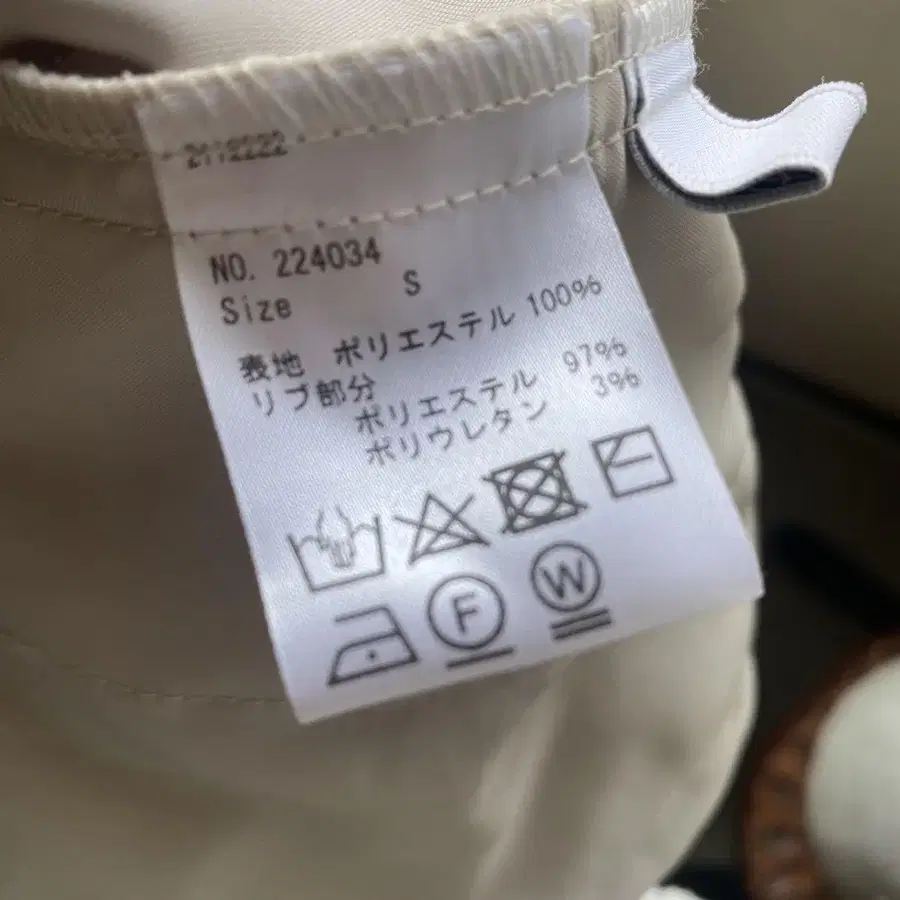 2112222
NO. 224034
Size S
表地 ポリエステル 100%
リブ部分
ポリエステル 97%
ポリウレタン 3%
F
W